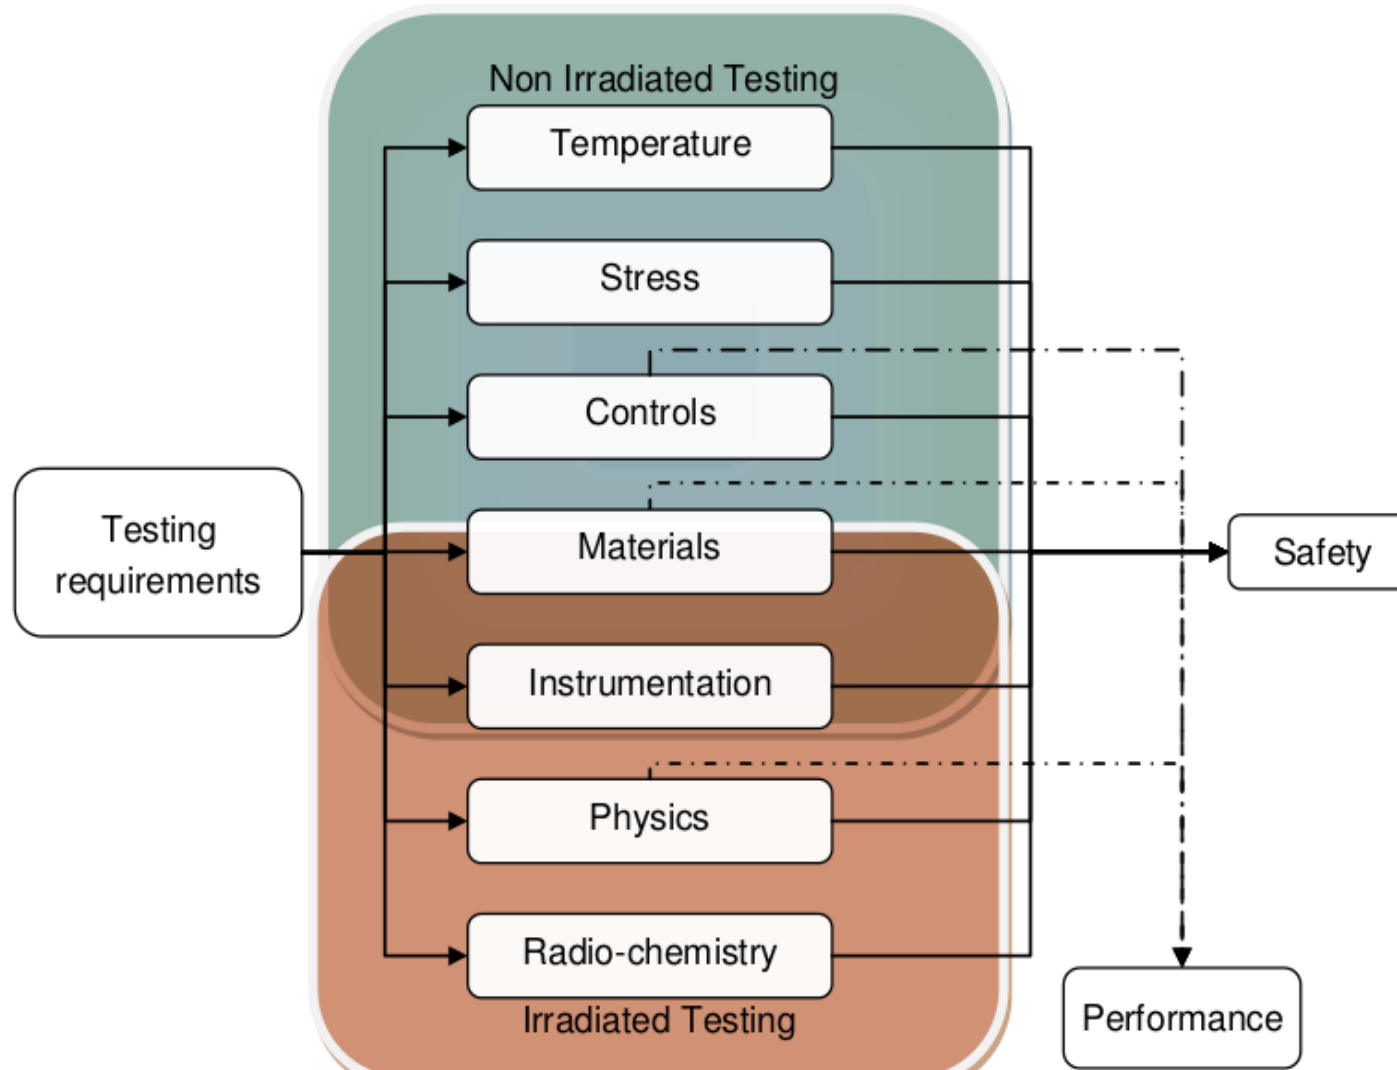 Non Irradiated Testing
Temperature
Stress
Controls
Materials
Testing
requirements
Safety
Instrumentation
Physics
Radio-chemistry
Irradiated Testing
Performance